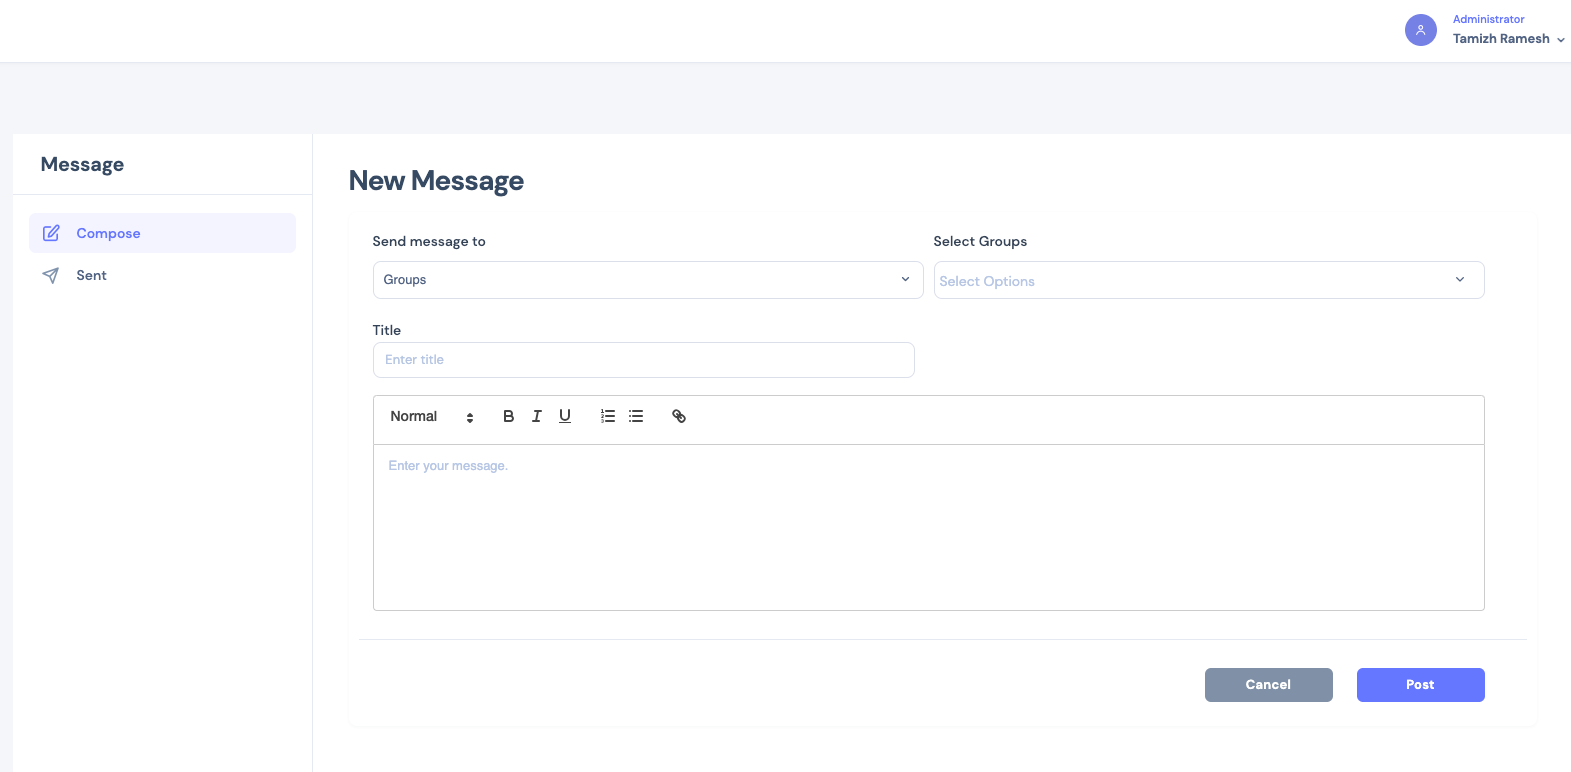 Administrator
Tamizh Ramesh
Message
Compose
Sent
New Message
Send message to
Select Groups
Groups
Select Options
Title
Enter title
Normal
B I U
Enter your message.
Cancel
Post